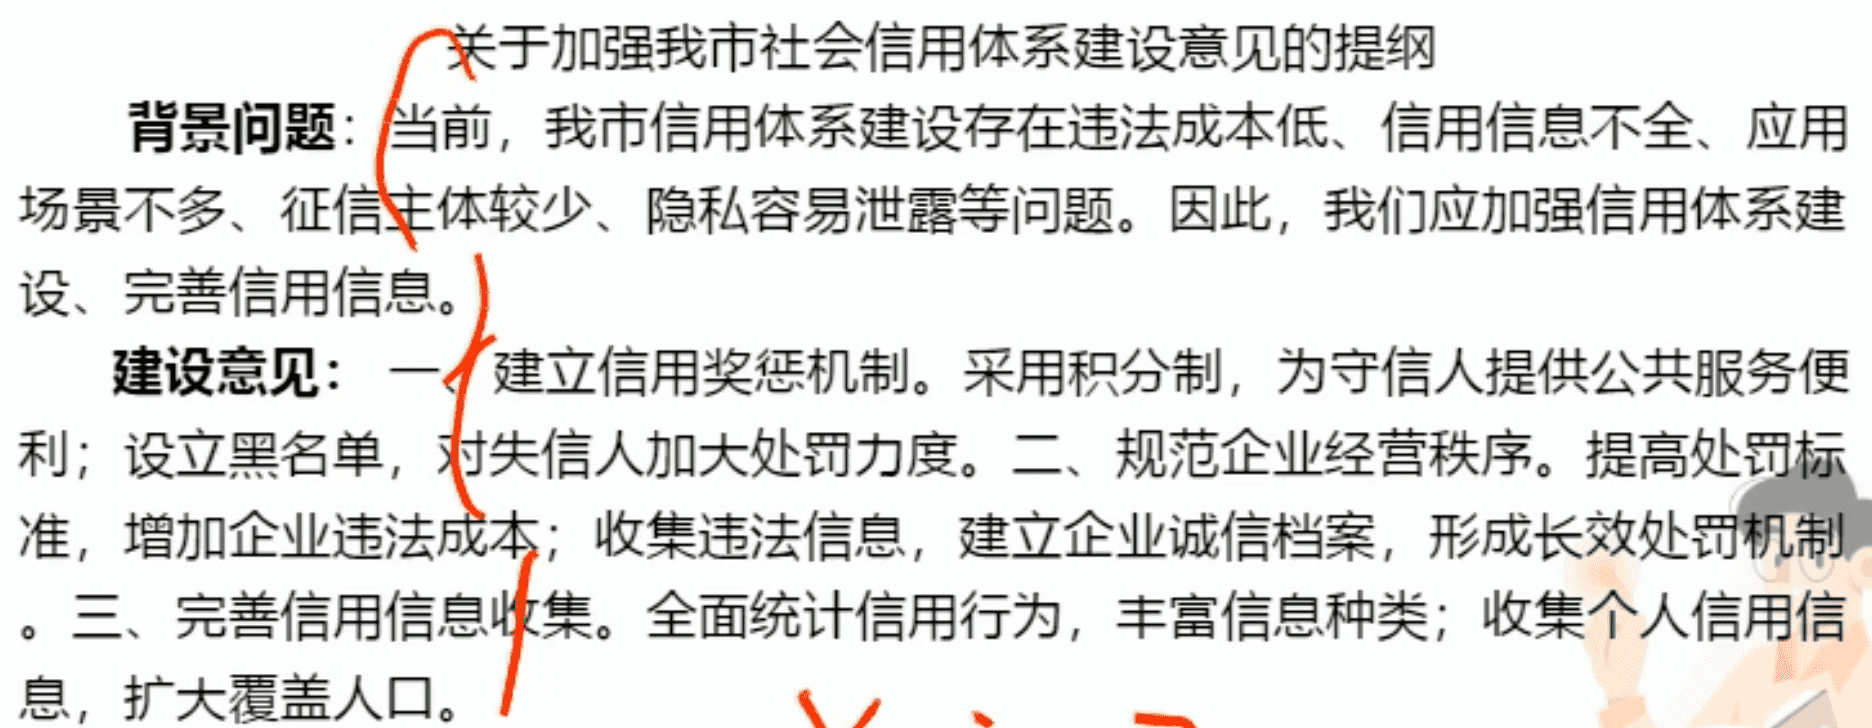 关于加强我市社会信用体系建设意见的提纲
背景问题：当前，我市信用体系建设存在违法成本低、信用信息不全、应用
场景不多、征信主体较少、隐私容易泄露等问题。因此，我们应加强信用体系建
设、完善信用信息。
建设意见： 一、建立信用奖惩机制。采用积分制，为守信人提供公共服务便
利；设立黑名单，对失信人加大处罚力度。二、规范企业经营秩序。提高处罚标
准，增加企业违法成本；收集违法信息，建立企业诚信档案，形成长效处罚机制
。三、完善信用信息收集。全面统计信用行为，丰富信息种类；收集个人信用信
息，扩大覆盖人口。